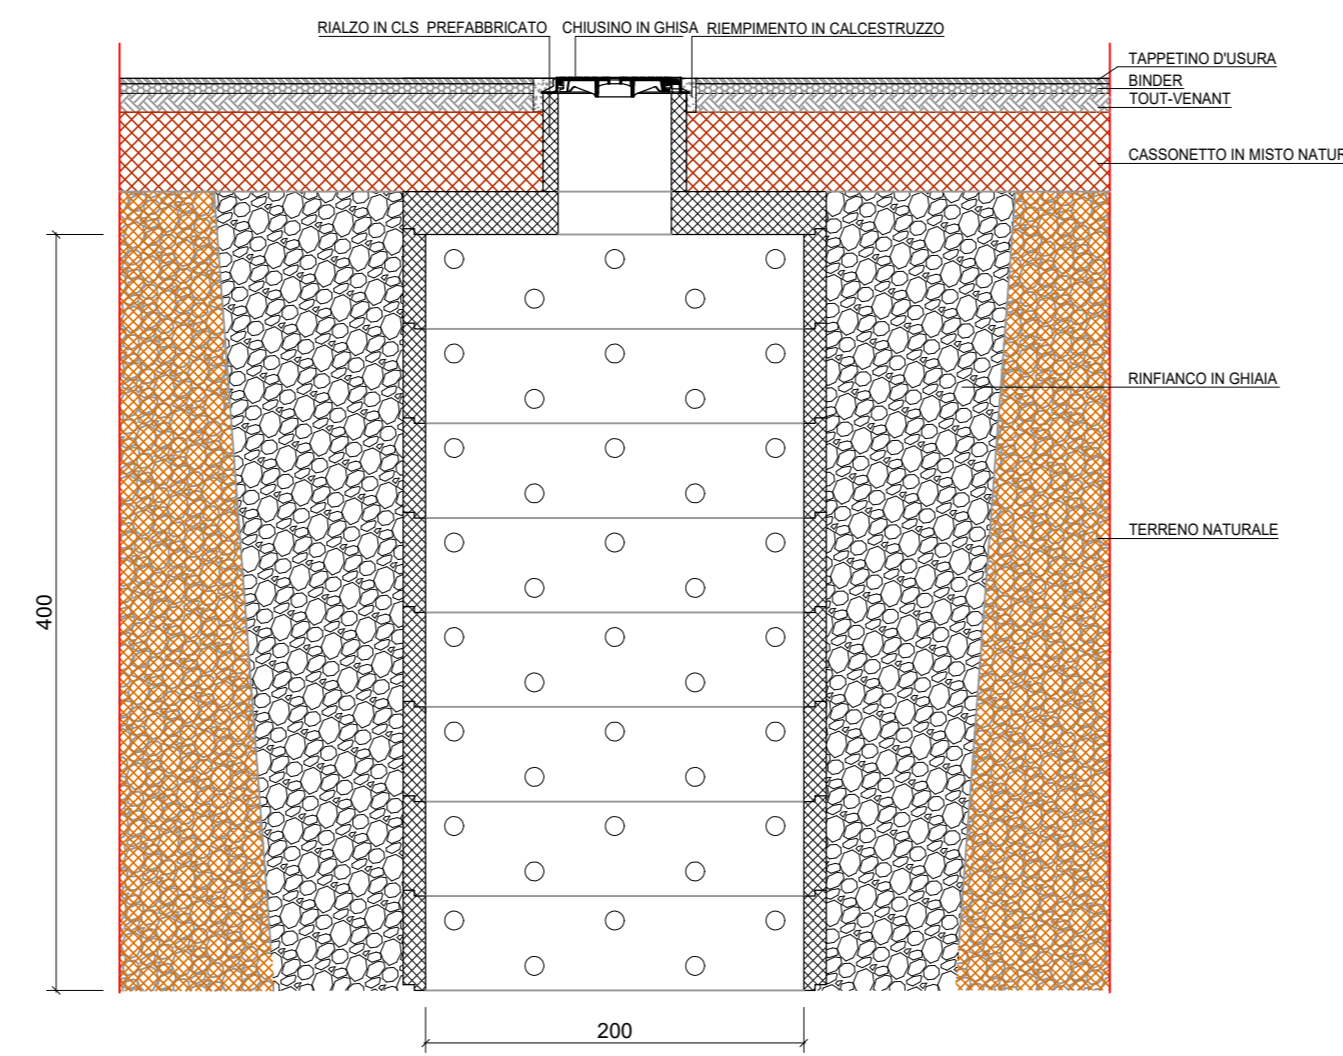 RIALZO IN CLS PREFABBRICATO
CHIUSINO IN GHISA
RIEMPIMENTO IN CALCESTRUZZO
TAPPETINO D'USURA
BINDER
TOUT-VENANT
CASSONETTO IN MISTO NATUR
RINFIANCO IN GHIAIA
TERRENO NATURALE
400
200